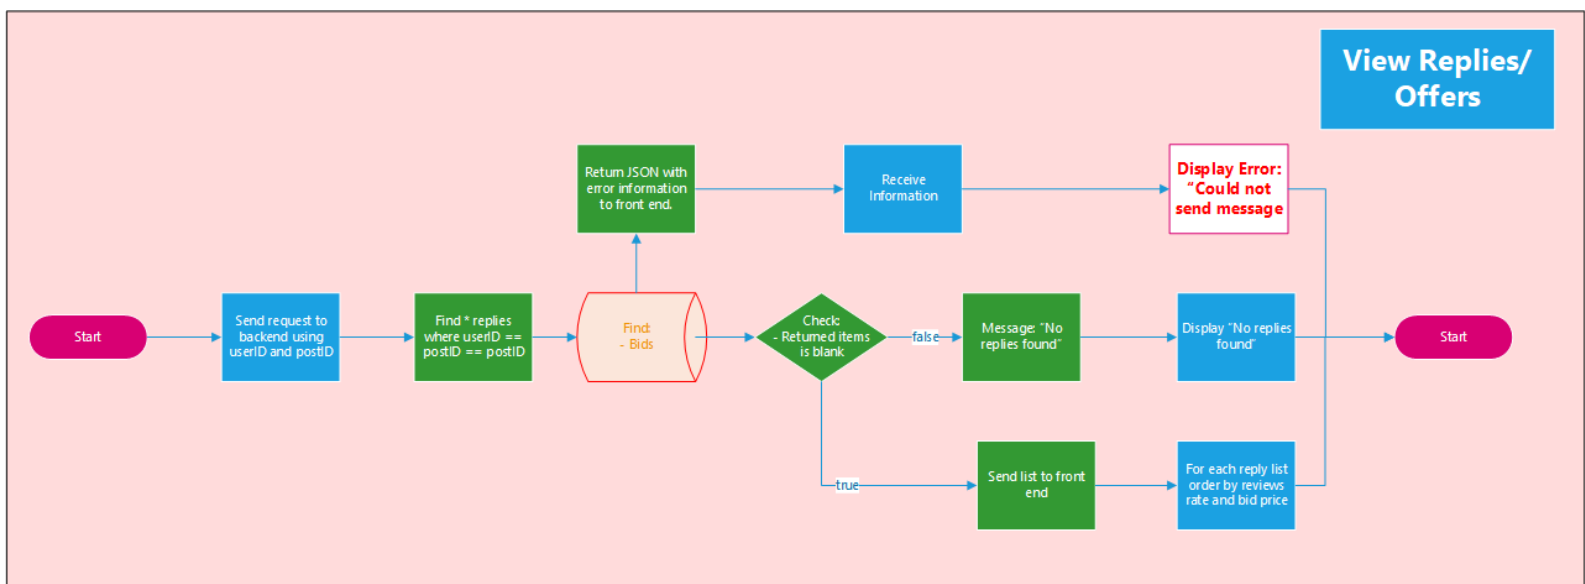 View Replies/
Offers
Return JSON with
error information
to front end.
Receive
Information
Display Error:
“Could not
send message
Start
Send request to
backend using
userID and postID
Find * replies
where userID ==
postID == postID
Find:
- Bids
Check:
- Returned items
is blank
false
Message: “No
replies found”
Display “No replies
found”
Start
true
Send list to front
end
For each reply list
order by reviews
rate and bid price